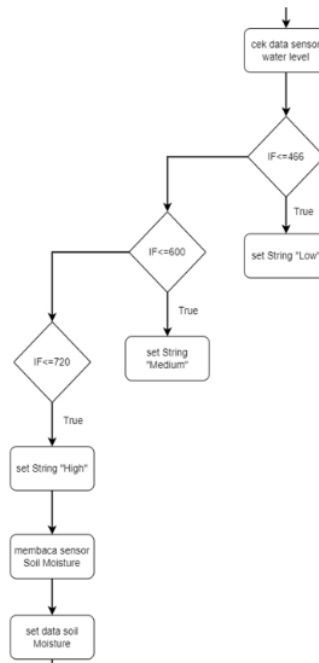 cek data sensor
water level
IF<=466
True
set String "Low"
IF<=600
True
set String
"Medium"
IF<=720
True
set String "High"
membaca sensor
Soil Moisture
set data soil
Moisture